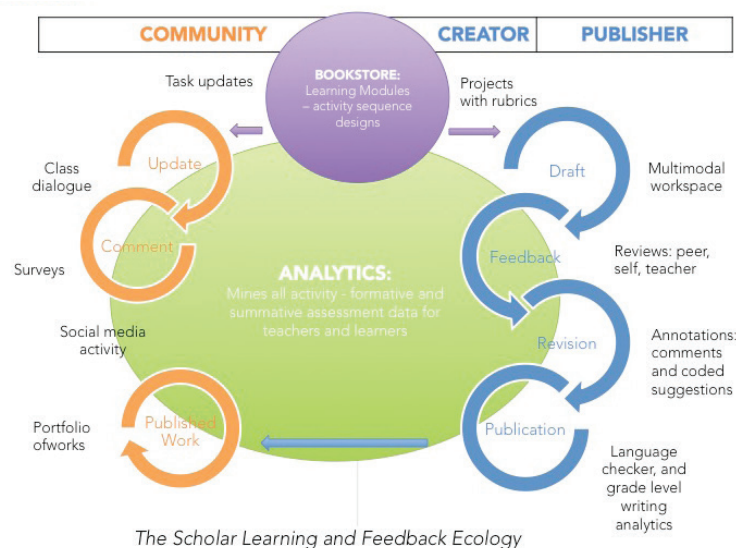 COMMUNITY
CREATOR
PUBLISHER
BOOKSTORE:
Learning Modules
– activity sequence
designs
Task updates
Projects
with rubrics
Update
Draft
Class
dialogue
Multimodal
workspace
Comment
Feedback
Surveys
Reviews: peer,
self, teacher
ANALYTICS:
Mines all activity - formative and
summative assessment data for
teachers and learners
Social media
activity
Revision
Annotations:
comments
and coded
suggestions
Portfolio
ofworks
Published
Work
Publication
Language
checker, and
grade level
writing
analytics
The Scholar Learning and Feedback Ecology